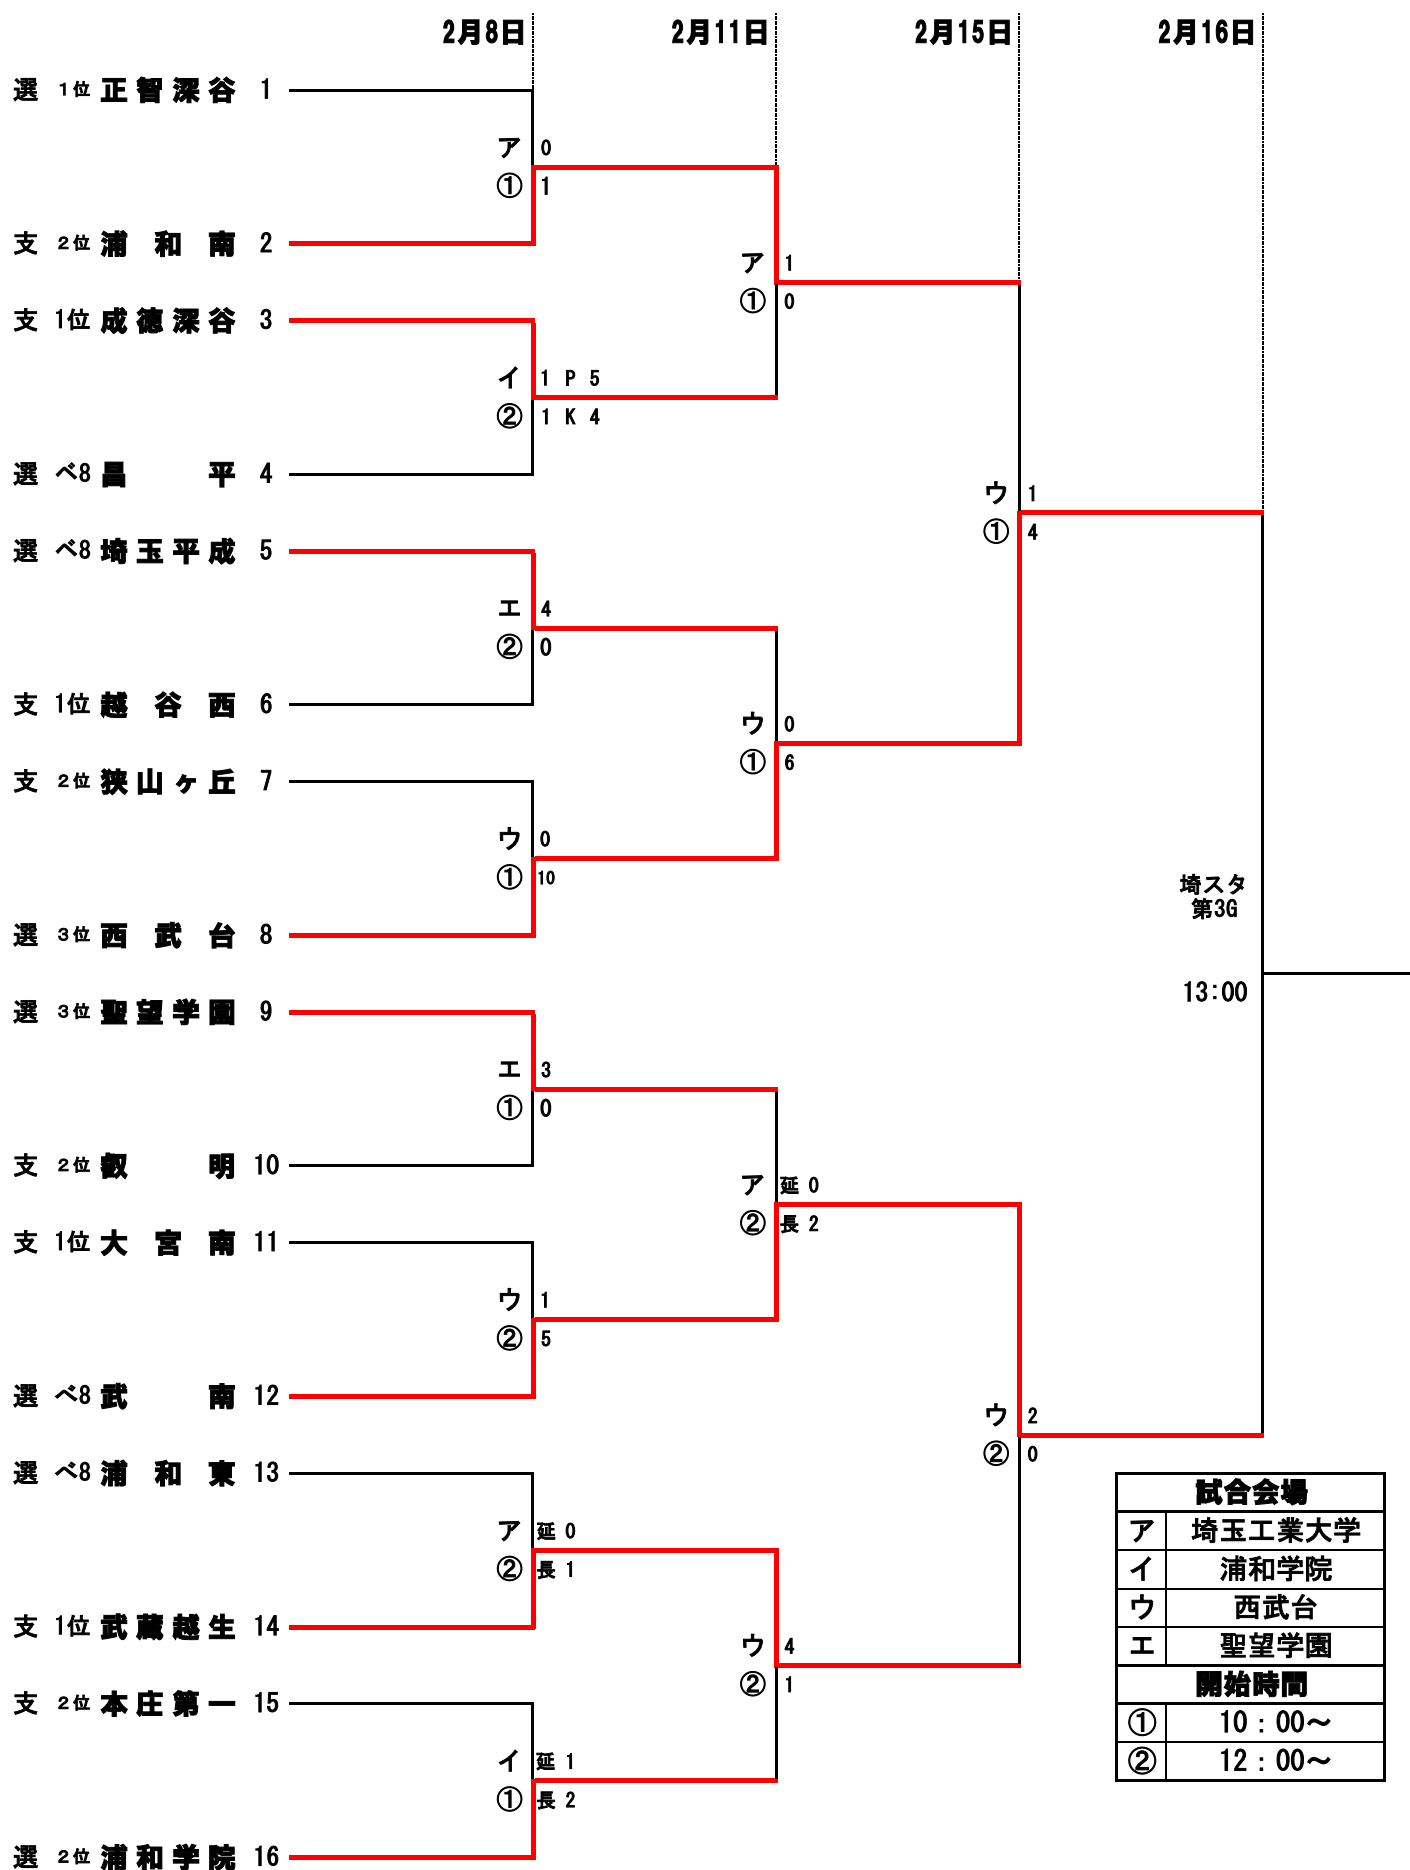 2月8日 2月11日 2月15日 2月16日
選 1位 正智深谷 1
ア 0
① 1
支 2位 浦和南 2
ア 1
① 0
支 1位 成徳深谷 3
イ 1 P 5
② 1 K 4
選 ベ8 昌平 4
ウ 1
① 4
選 ベ8 埼玉平成 5
エ 4
② 0
支 1位 越谷西 6
ウ 0
① 6
支 2位 狭山ヶ丘 7
ウ 0
① 10
選 3位 西武台 8
埼スタ
第3G
13:00
選 3位 聖望学園 9
エ 3
① 0
支 2位 叡明 10
ア 延 0
② 長 2
支 1位 大宮南 11
ウ 1
② 5
選 ベ8 武南 12
ウ 2
② 0
選 ベ8 浦和東 13
ア 延 0
② 長 1
支 1位 武蔵越生 14
ウ 4
② 1
支 2位 本庄第一 15
イ 延 1
① 長 2
選 2位 浦和学院 16
試合会場
ア 埼玉工業大学
イ 浦和学院
ウ 西武台
エ 聖望学園
開始時間
① 10：00～
② 12：00～